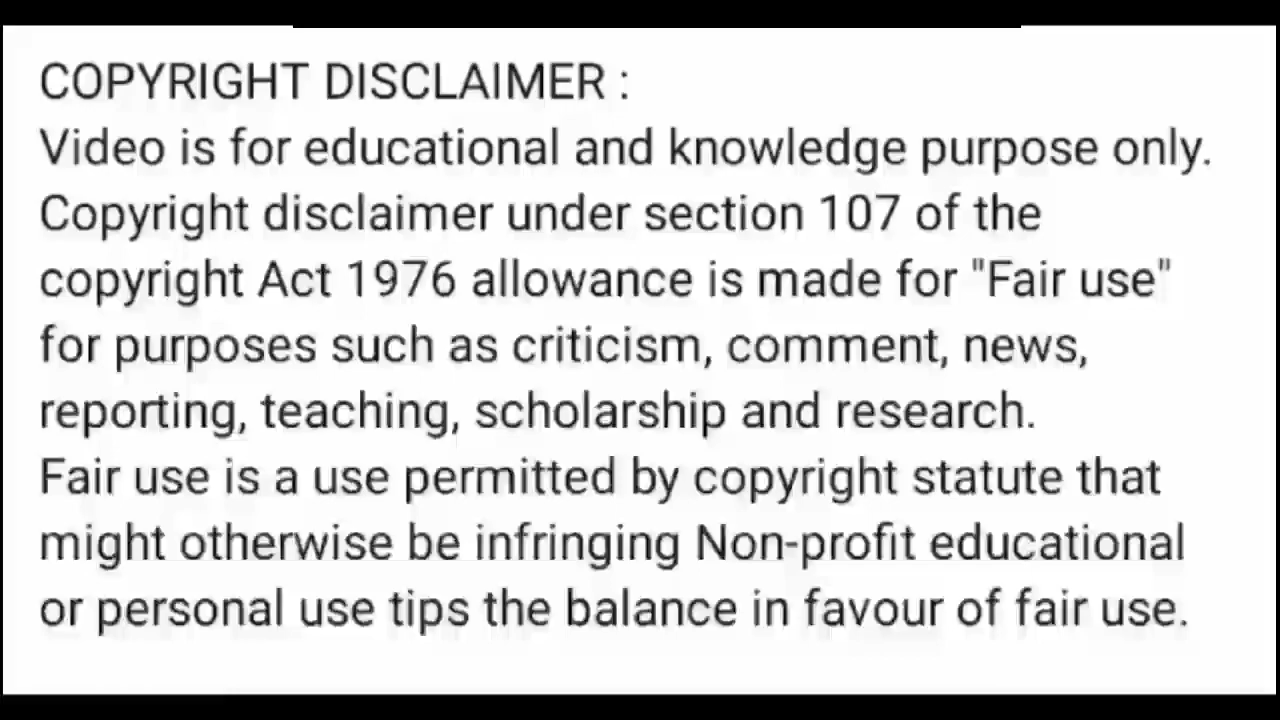 COPYRIGHT DISCLAIMER :
Video is for educational and knowledge purpose only.
Copyright disclaimer under section 107 of the
copyright Act 1976 allowance is made for "Fair use"
for purposes such as criticism, comment, news,
reporting, teaching, scholarship and research.
Fair use is a use permitted by copyright statute that
might otherwise be infringing Non-profit educational
or personal use tips the balance in favour of fair use.